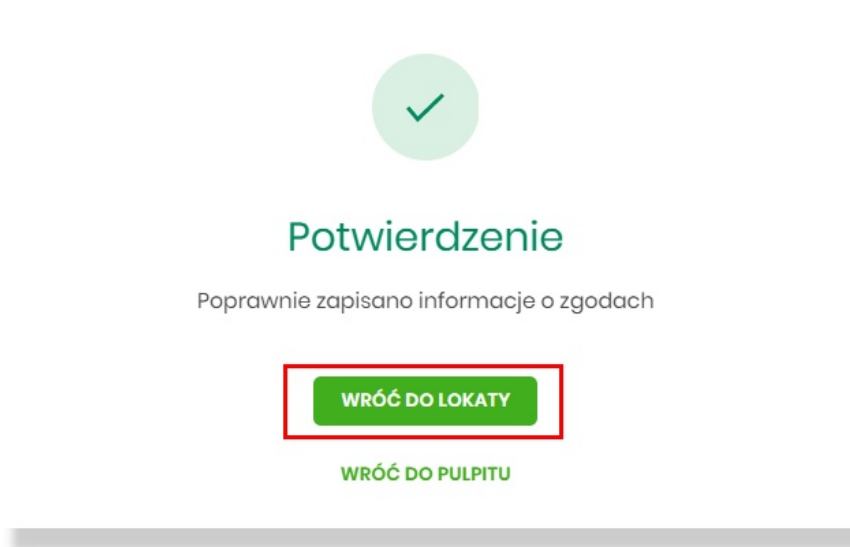 Potwierdzenie
Poprawnie zapisano informacje o zgodach
WRÓĆ DO LOKATY
WRÓĆ DO PULPITU